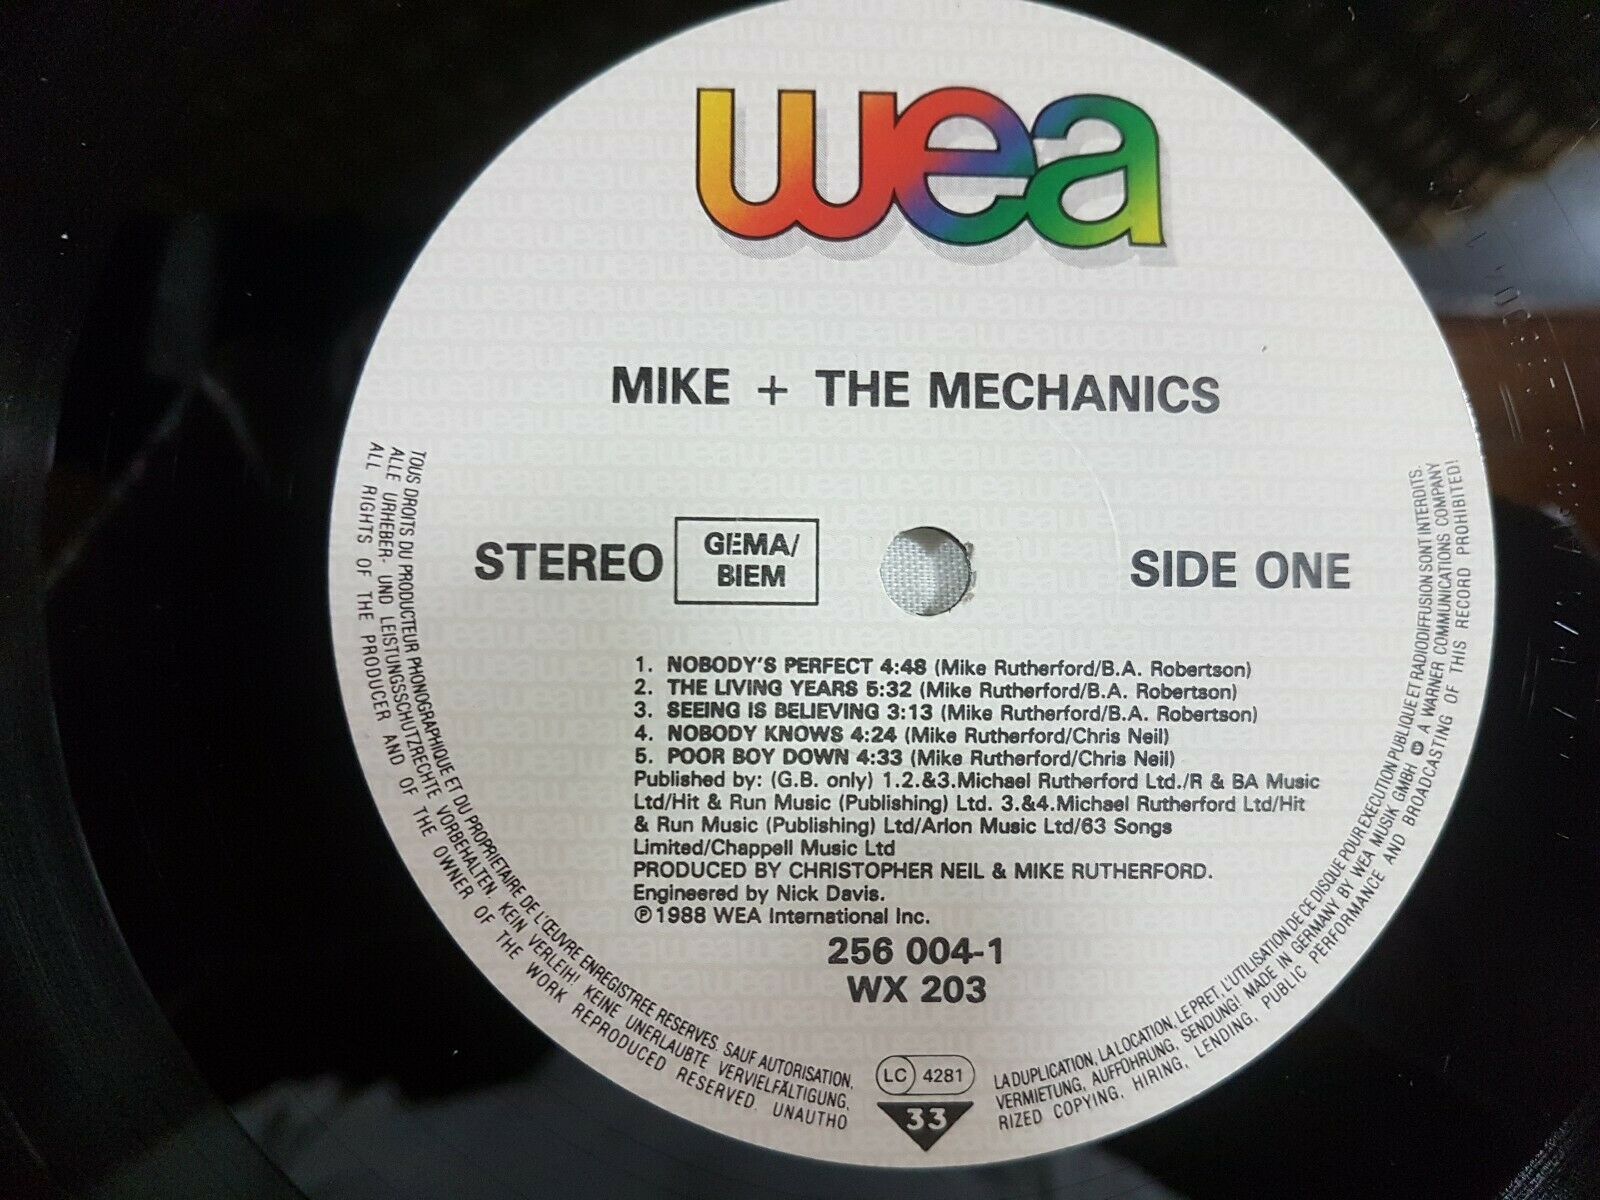 wea
MIKE + THE MECHANICS
STEREO
GEMA/
BIEM
SIDE ONE
1. NOBODY'S PERFECT 4:48 (Mike Rutherford/B.A. Robertson)
2. THE LIVING YEARS 5:32 (Mike Rutherford/B.A. Robertson)
3. SEEING IS BELIEVING 3:13 (Mike Rutherford/B.A. Robertson)
4. NOBODY KNOWS 4:24 (Mike Rutherford/Chris Neil)
5. POOR BOY DOWN 4:33 (Mike Rutherford/Chris Neil)
Published by: (G.B. only) 1.2.&3.Michael Rutherford Ltd./R & BA Music
Ltd/Hit & Run Music (Publishing) Ltd. 3.&4.Michael Rutherford Ltd/Hit
& Run Music (Publishing) Ltd/Arlon Music Ltd/63 Songs
Limited/Chappell Music Ltd
PRODUCED BY CHRISTOPHER NEIL & MIKE RUTHERFORD.
Engineered by Nick Davis.
℗1988 WEA International Inc.
256 004-1
WX 203
LC 4281
33
TOUS DROITS DU PRODUCTEUR PHONOGRAPHIQUE ET DU PROPRIETAIRE DE L'ŒUVRE ENREGISTREE RESERVES. SAUF AUTORISATION, LA DUPLICATION, LA LOCATION, LE PRET, L'UTILISATION DE CE DISQUE POUR EXECUTION PUBLIQUE ET RADIODIFFUSION SONT INTERDITS.
ALLE URHEBER- UND LEISTUNGSSCHUTZRECHTE VORBEHALTEN. KEIN VERLEIH! KEINE UNERLAUBTE VERVIELFÄLTIGUNG, VERMIETUNG, AUFFÜHRUNG, SENDUNG! MADE IN GERMANY BY WEA MUSIK GMBH A WARNER COMMUNICATIONS COMPANY
ALL RIGHTS OF THE PRODUCER AND OF THE OWNER OF THE WORK REPRODUCED RESERVED. UNAUTHO RIZED COPYING, HIRING, LENDING, PUBLIC PERFORMANCE AND BROADCASTING OF THIS RECORD PROHIBITED!